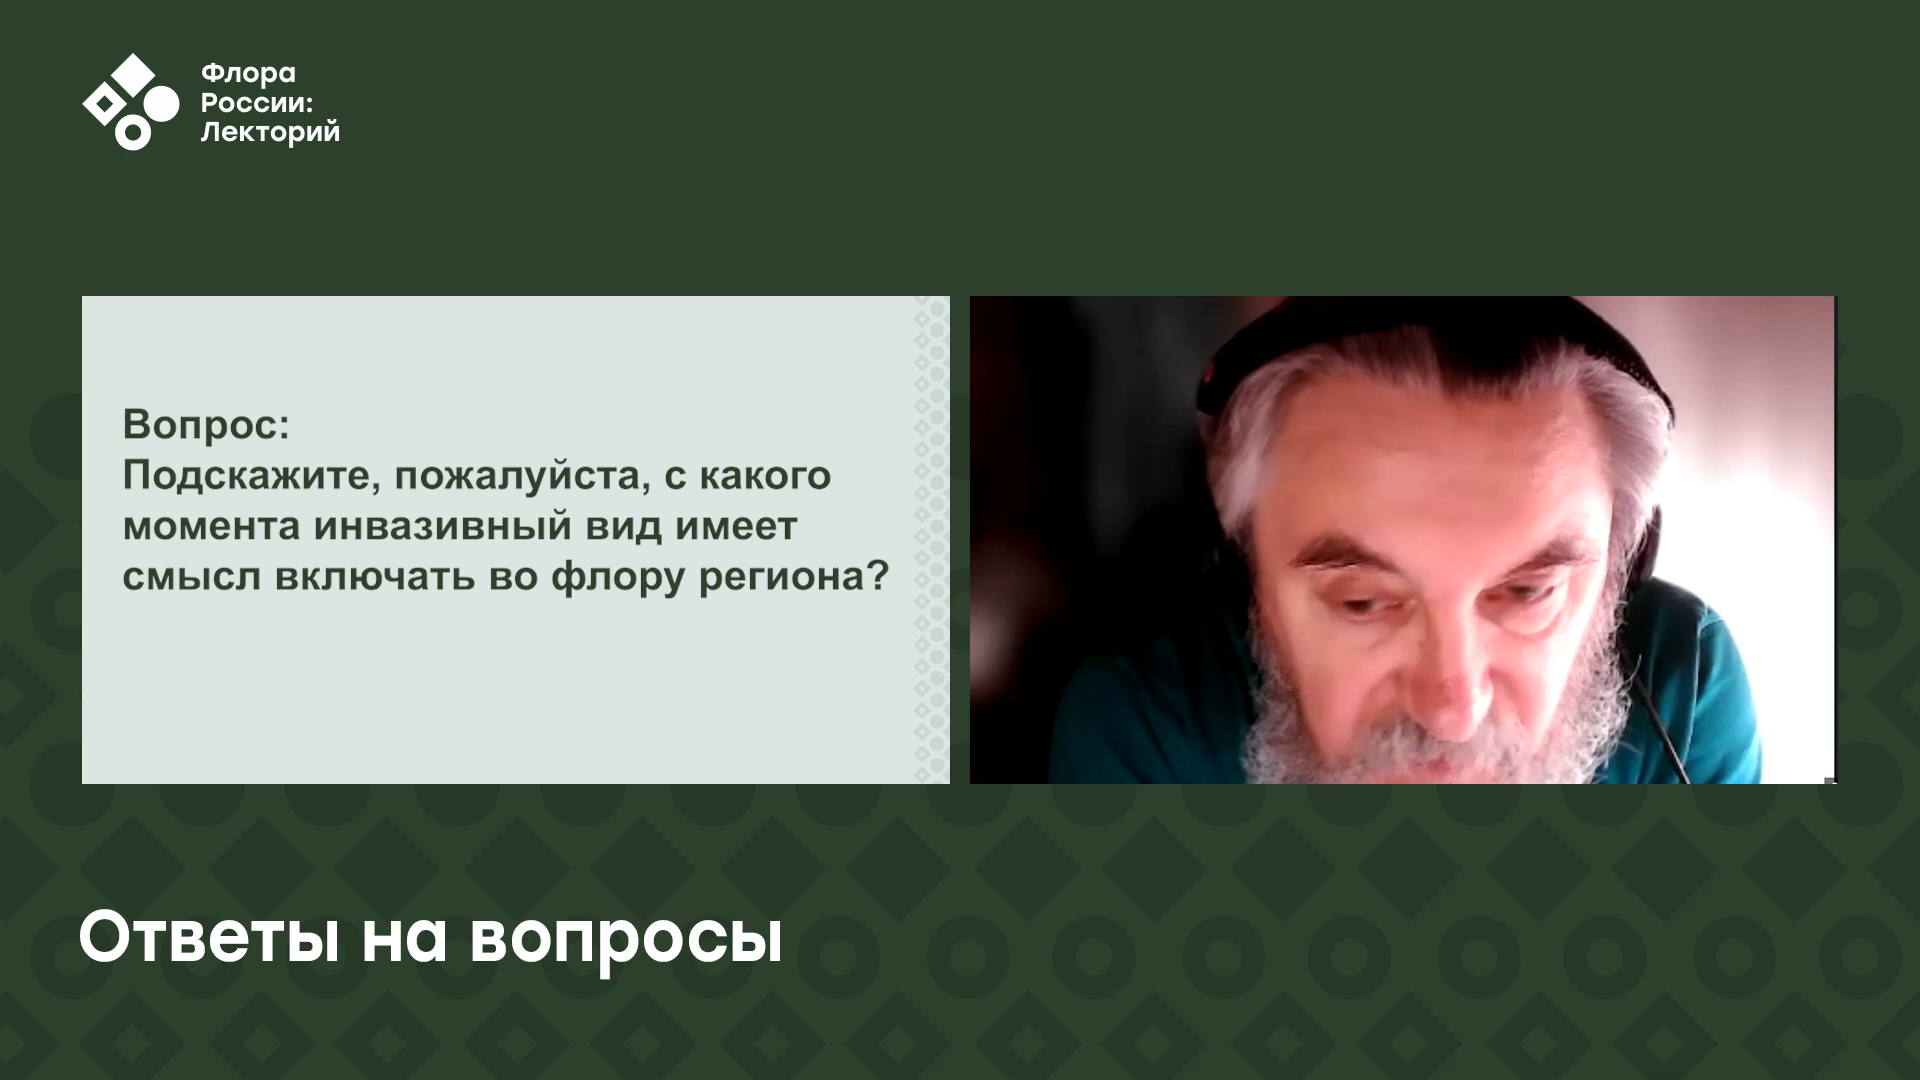 Флора
России:
Лекторий
Вопрос:
Подскажите, пожалуйста, с какого
момента инвазивный вид имеет
смысл включать во флору региона?
Ответы на вопросы